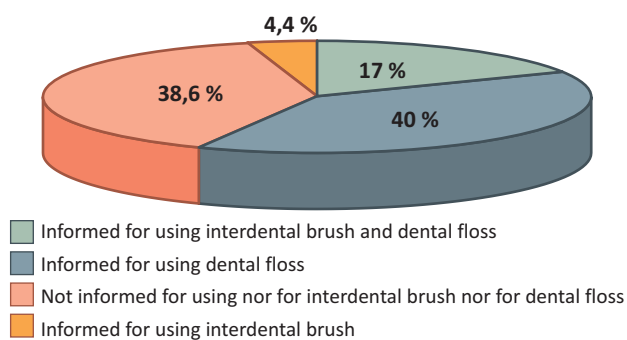 4,4 %
17 %
38,6 %
40 %
Informed for using interdental brush and dental floss
Informed for using dental floss
Not informed for using nor for interdental brush nor for dental floss
Informed for using interdental brush